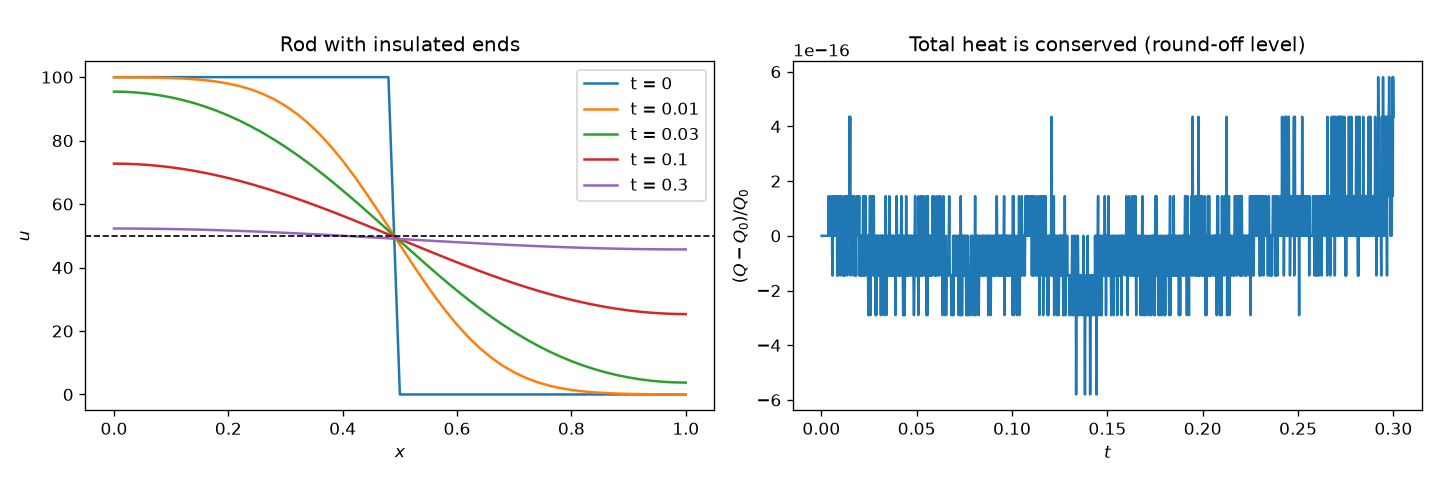 Rod with insulated ends
100
80
60
40
20
0
u
0.0
0.2
0.4
0.6
0.8
1.0
x
t = 0
t = 0.01
t = 0.03
t = 0.1
t = 0.3
Total heat is conserved (round-off level)
1e−16
6
4
2
0
−2
−4
−6
(Q − Q₀)/Q₀
0.00
0.05
0.10
0.15
0.20
0.25
0.30
t